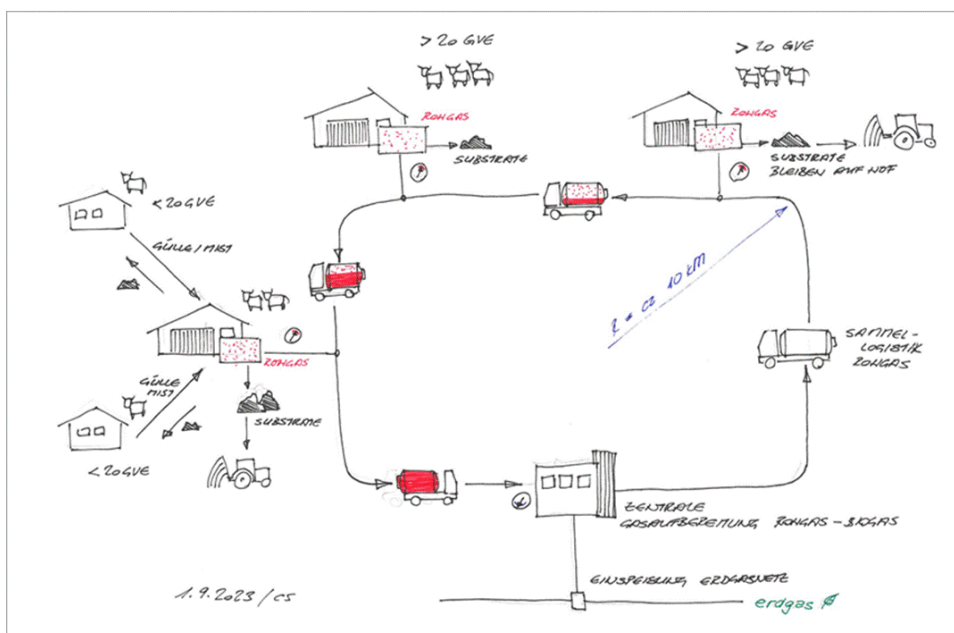 > 20 GVE
> 20 GVE
ROHGAS
SUBSTRATE
ROHGAS
SUBSTRATE
BLEIBEN AUF HOF
< 20 GVE
GÜLLE / MIST
R = ca 10 km
ROHGAS
SAMMEL-
LOGISTIK
ROHGAS
GÜLLE
MIST
SUBSTRATE
< 20 GVE
ZENTRALE
GASAUFBEREITUNG ROHGAS - BIOGAS
EINSPEISUNG ERDGASNETZ
1.9.2023 / CS
erdgas